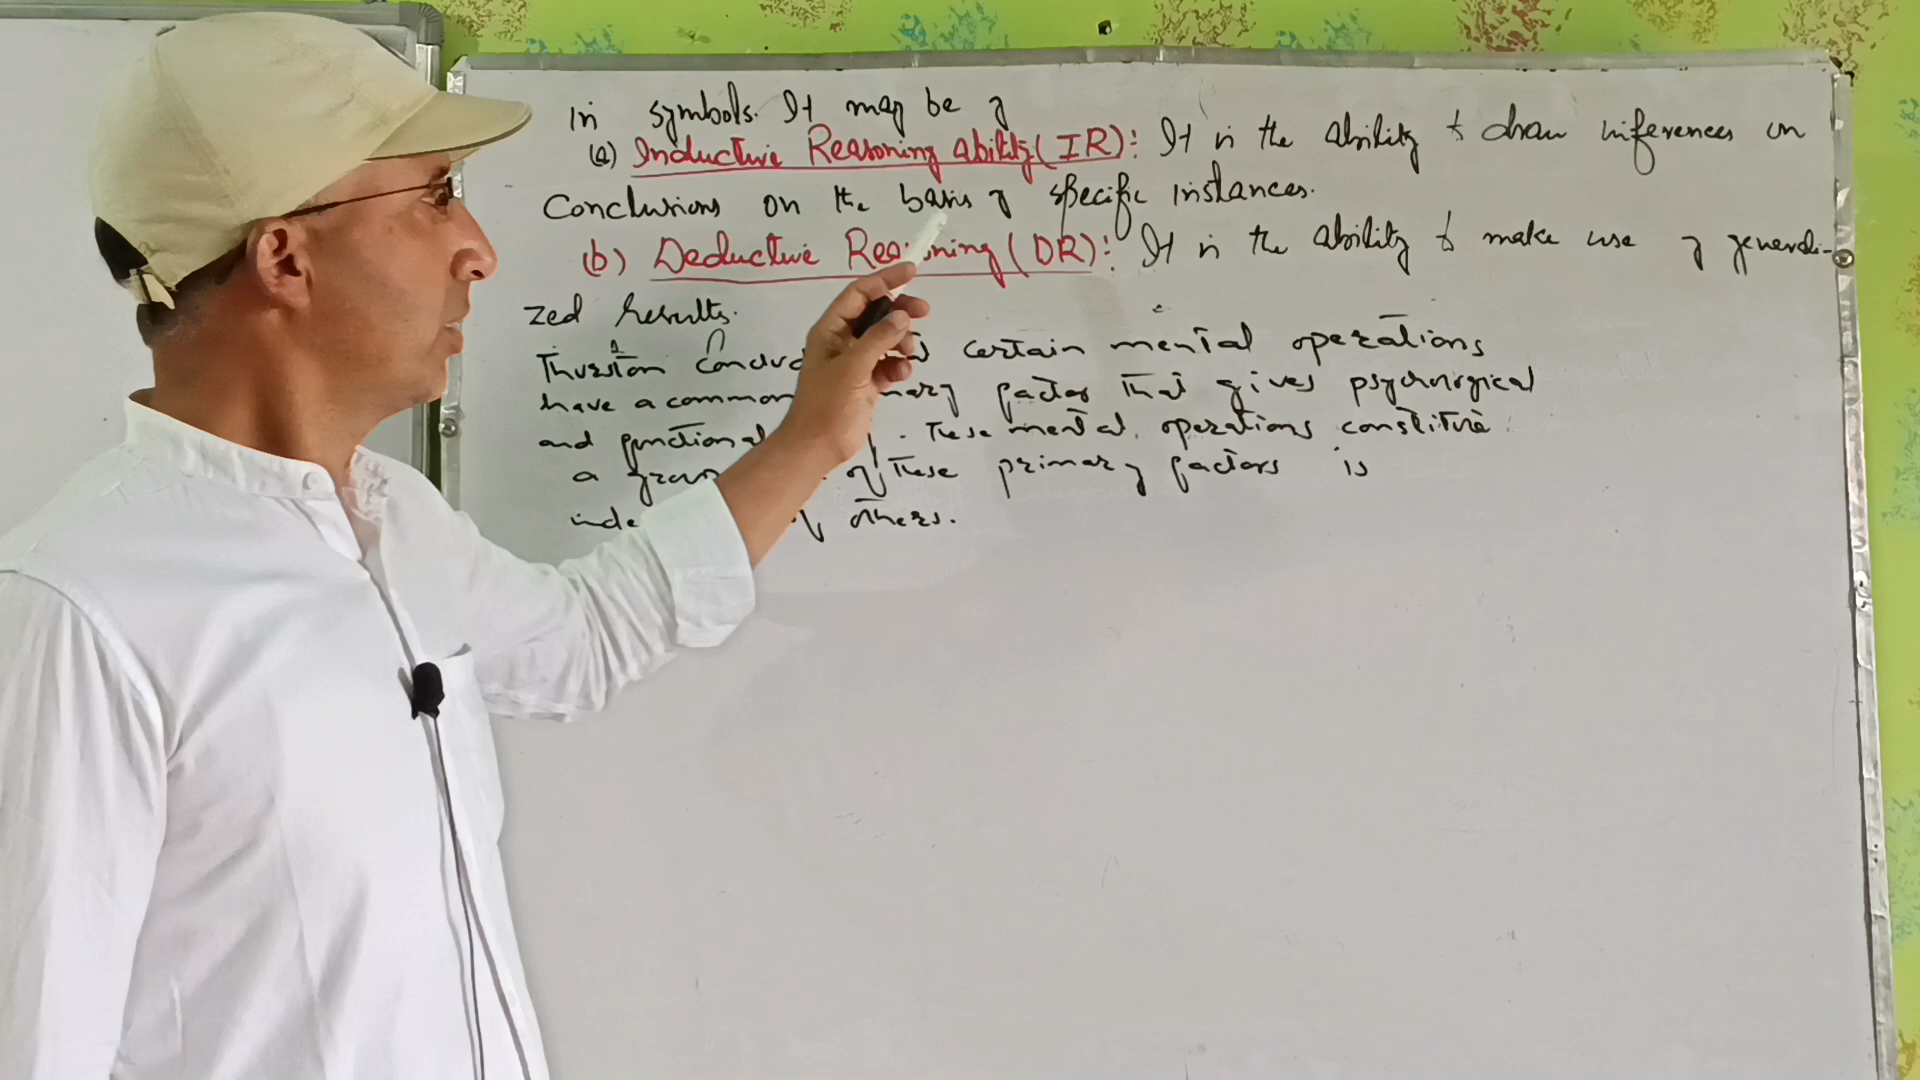 in symbols. It may be of
(a) Inductive Reasoning ability (IR): It is the ability to draw inferences or
Conclusions on the basis of specific instances.
(b) Deductive Reasoning (DR): It is the ability to make use of generali-
zed results.
Thurston certain mental operations
have a common factor that gives psychological
and functional . These mental operations constitute
a of these primary factors is
of others.